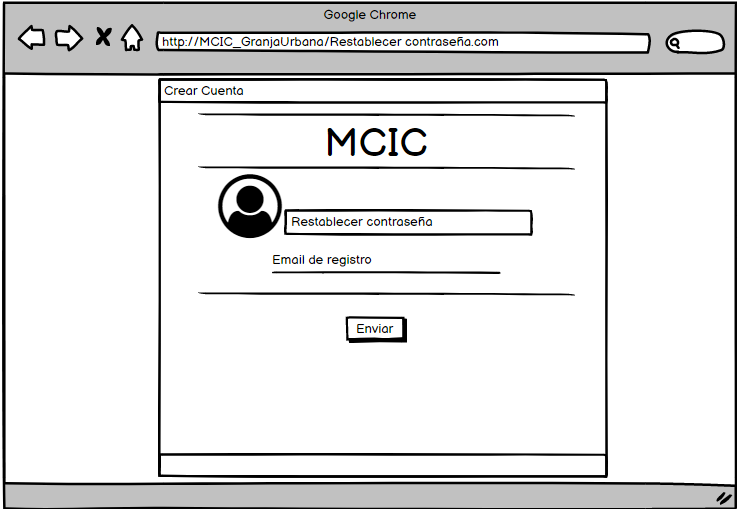 Google Chrome
http://MCIC_GranjaUrbana/Restablecer contraseña.com
Crear Cuenta
MCIC
Restablecer contraseña
Email de registro
Enviar